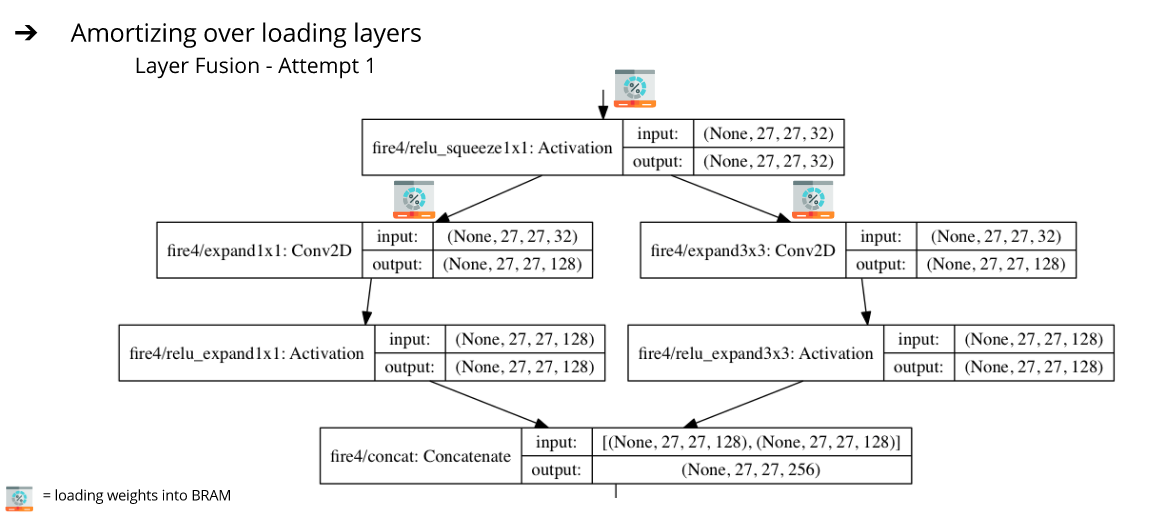 ➔ Amortizing over loading layers
Layer Fusion - Attempt 1
fire4/relu_squeeze1x1: Activation
input: (None, 27, 27, 32)
output: (None, 27, 27, 32)
fire4/expand1x1: Conv2D
input: (None, 27, 27, 32)
output: (None, 27, 27, 128)
fire4/expand3x3: Conv2D
input: (None, 27, 27, 32)
output: (None, 27, 27, 128)
fire4/relu_expand1x1: Activation
input: (None, 27, 27, 128)
output: (None, 27, 27, 128)
fire4/relu_expand3x3: Activation
input: (None, 27, 27, 128)
output: (None, 27, 27, 128)
fire4/concat: Concatenate
input: [(None, 27, 27, 128), (None, 27, 27, 128)]
output: (None, 27, 27, 256)
= loading weights into BRAM